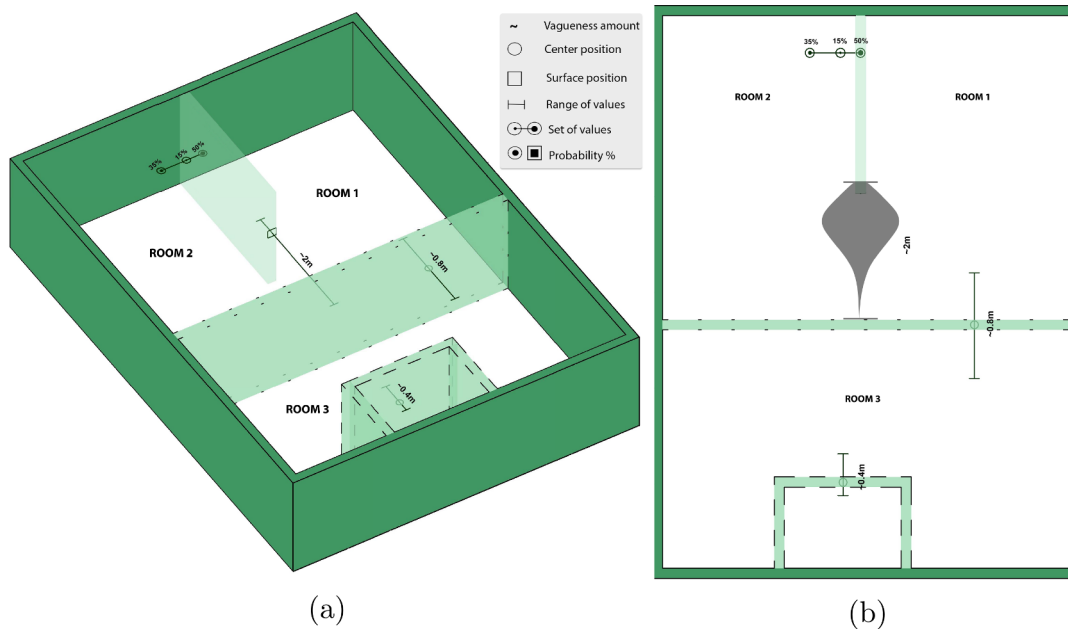 ~ Vagueness amount
Center position
Surface position
Range of values
Set of values
Probability %
35% 15% 50%
ROOM 1
ROOM 2
~2m
~0.8m
ROOM 3
~0.4m
(a)
35% 15% 50%
ROOM 2
ROOM 1
~2m
~0.8m
ROOM 3
~0.4m
(b)